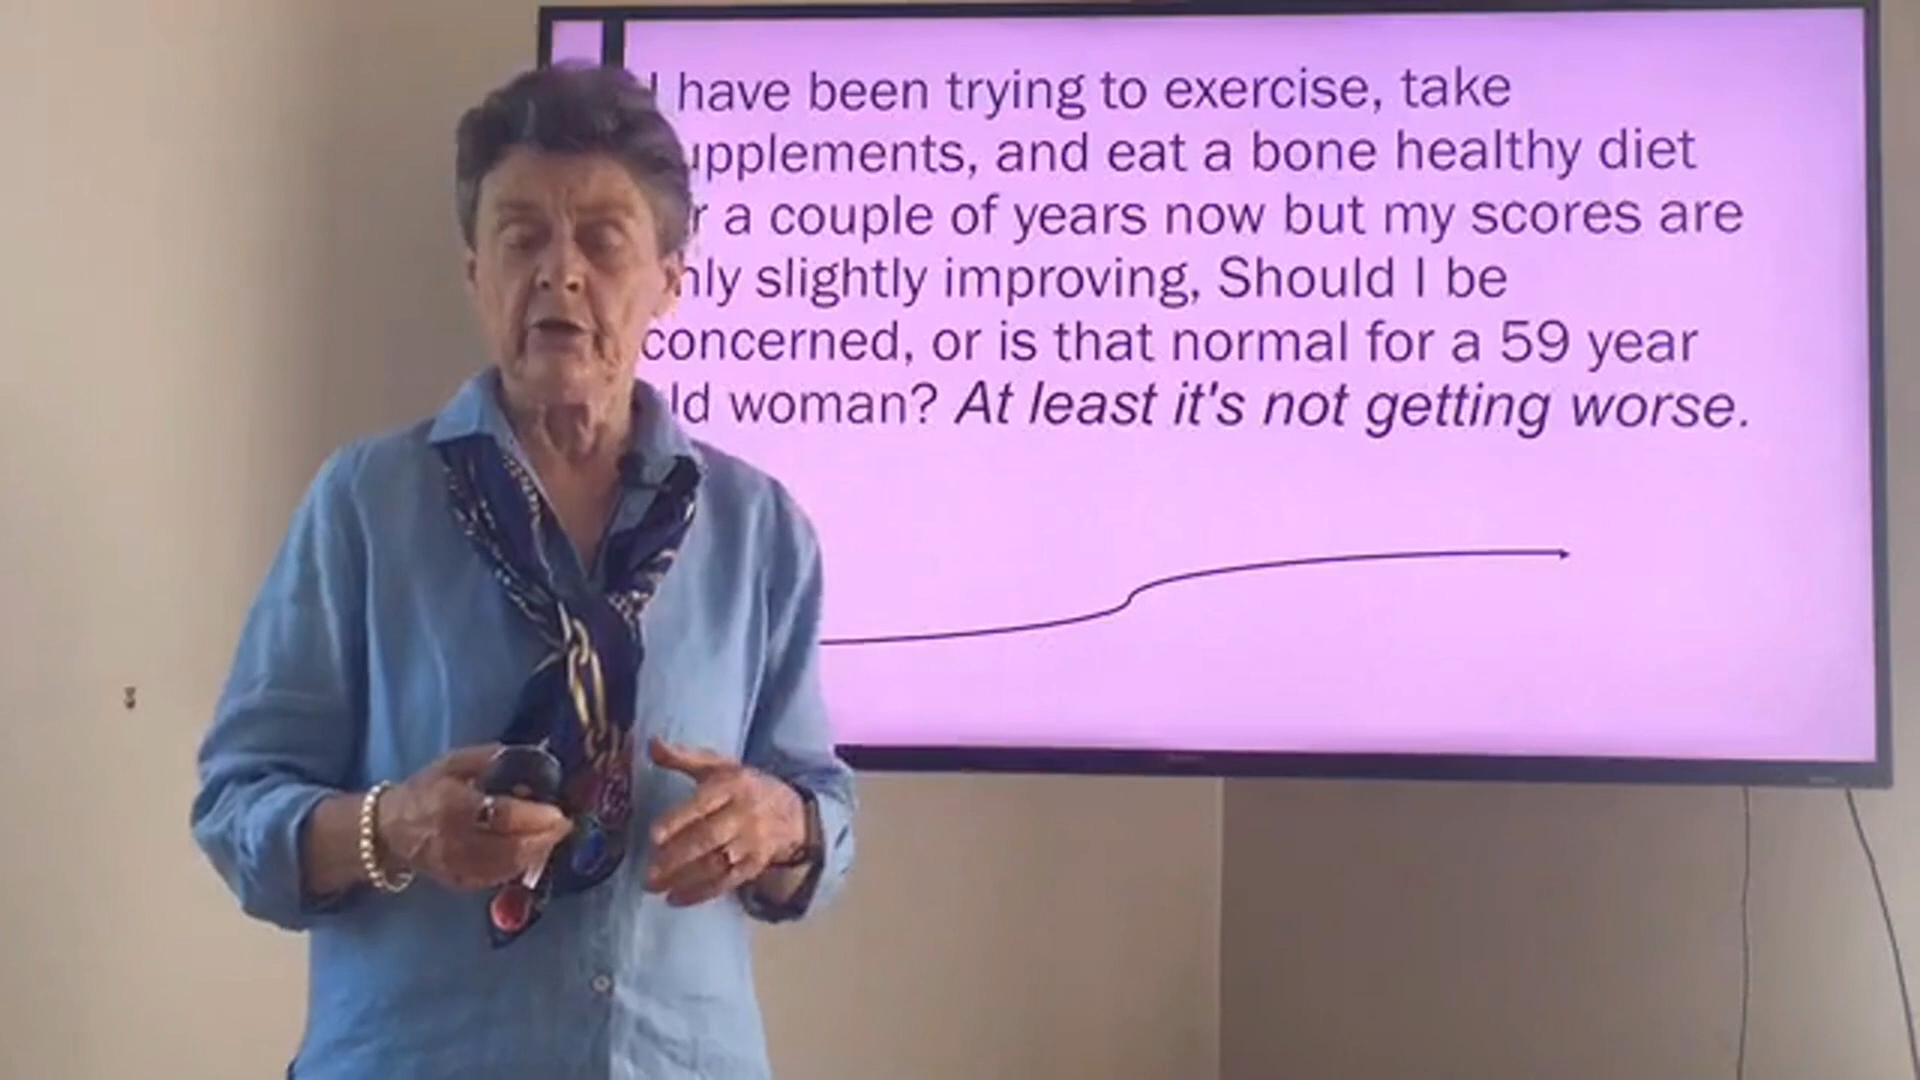 I have been trying to exercise, take
upplements, and eat a bone healthy diet
r a couple of years now but my scores are
nly slightly improving, Should I be
concerned, or is that normal for a 59 year
ld woman? At least it's not getting worse.